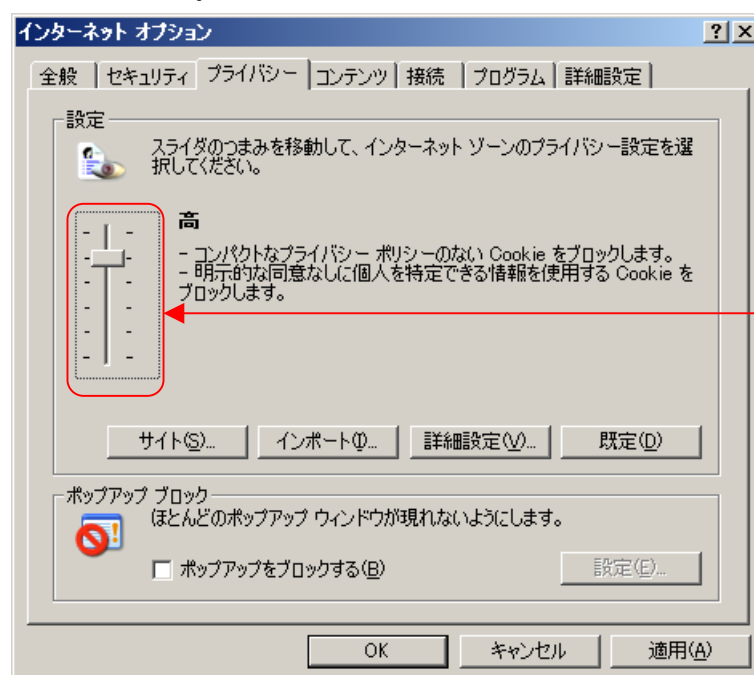 インターネット オプション
全般 セキュリティ プライバシー コンテンツ 接続 プログラム 詳細設定
設定
スライダのつまみを移動して、インターネット ゾーンのプライバシー設定を選
択してください。
高
- コンパクトなプライバシー ポリシーのない Cookie をブロックします。
- 明示的な同意なしに個人を特定できる情報を使用する Cookie を
ブロックします。
サイト(S)... インポート(I)... 詳細設定(V)... 既定(D)
ポップアップ ブロック
ほとんどのポップアップ ウィンドウが現れないようにします。
ポップアップをブロックする(B) 設定(E)...
OK キャンセル 適用(A)